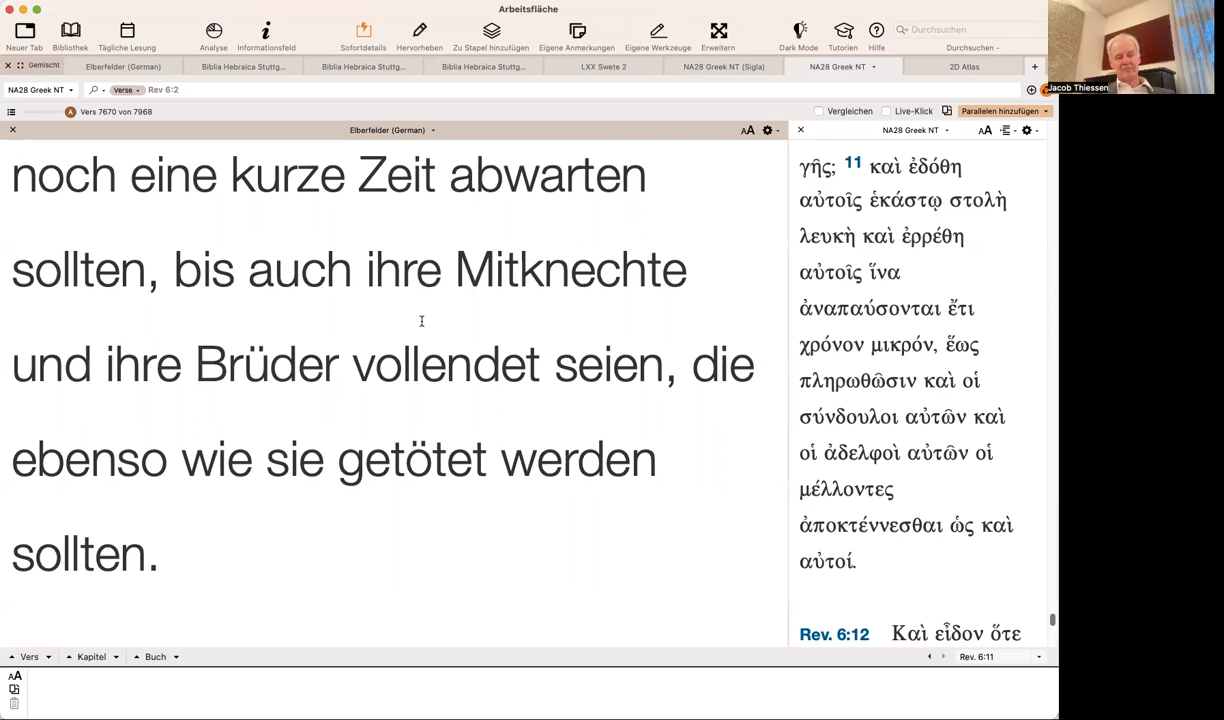 Arbeitsfläche
Neuer Tab Bibliothek Tägliche Lesung Analyse Informationsfeld Sofortdetails Hervorheben Zu Stapel hinzufügen Eigene Anmerkungen Eigene Werkzeuge Erweitern Dark Mode Tutorien Hilfe Durchsuchen
Durchsuchen
Gemischt Elberfelder (German) Biblia Hebraica Stuttg... Biblia Hebraica Stuttg... Biblia Hebraica Stuttg... LXX Swete 2 NA28 Greek NT (Sigla) NA28 Greek NT 2D Atlas
Jacob Thiessen
NA28 Greek NT Verse Rev 6:2
A Vers 7670 von 7968 Vergleichen Live-Klick Parallelen hinzufügen
Elberfelder (German) AA
noch eine kurze Zeit abwarten
sollten, bis auch ihre Mitknechte
und ihre Brüder vollendet seien, die
ebenso wie sie getötet werden
sollten.
NA28 Greek NT AA
γῆς; 11 καὶ ἐδόθη
αὐτοῖς ἑκάστῳ στολὴ
λευκὴ καὶ ἐρρέθη
αὐτοῖς ἵνα
ἀναπαύσονται ἔτι
χρόνον μικρόν, ἕως
πληρωθῶσιν καὶ οἱ
σύνδουλοι αὐτῶν καὶ
οἱ ἀδελφοὶ αὐτῶν οἱ
μέλλοντες
ἀποκτέννεσθαι ὡς καὶ
αὐτοί.
Rev. 6:12 Καὶ εἶδον ὅτε
Vers Kapitel Buch Rev. 6:11
AA